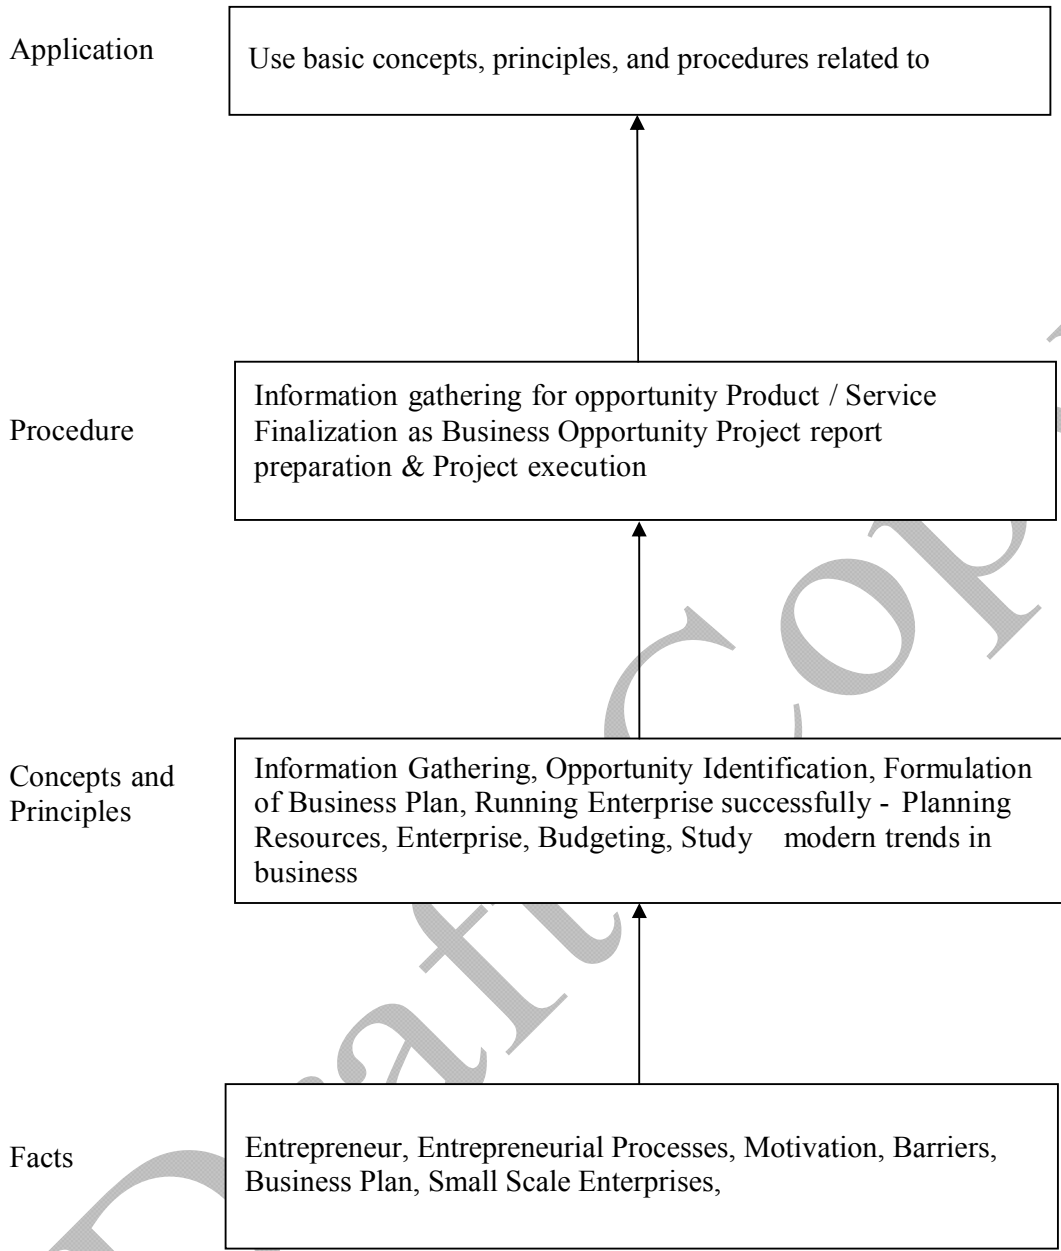 Application
Use basic concepts, principles, and procedures related to
Procedure
Information gathering for opportunity Product / Service
Finalization as Business Opportunity Project report
preparation & Project execution
Concepts and
Principles
Information Gathering, Opportunity Identification, Formulation
of Business Plan, Running Enterprise successfully - Planning
Resources, Enterprise, Budgeting, Study modern trends in
business
Facts
Entrepreneur, Entrepreneurial Processes, Motivation, Barriers,
Business Plan, Small Scale Enterprises,
Draft Copy